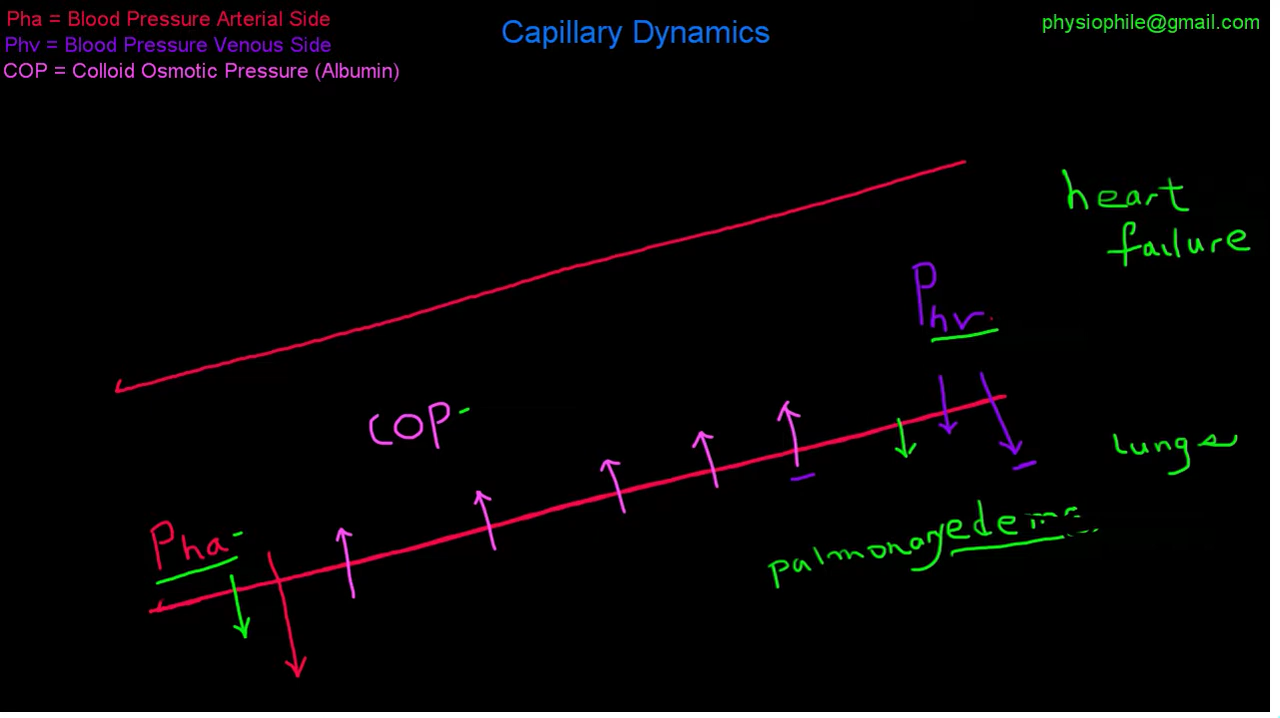 Pha = Blood Pressure Arterial Side
Phv = Blood Pressure Venous Side
COP = Colloid Osmotic Pressure (Albumin)
Capillary Dynamics
physiophile@gmail.com
heart
failure
Phv
COP
lungs
Pha
palmonaryedema